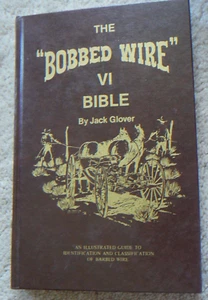 THE
"BOBBED WIRE"
VI
BIBLE
By Jack Glover
AN ILLUSTRATED GUIDE TO
IDENTIFICATION AND CLASSIFICATION
OF BARBED WIRE